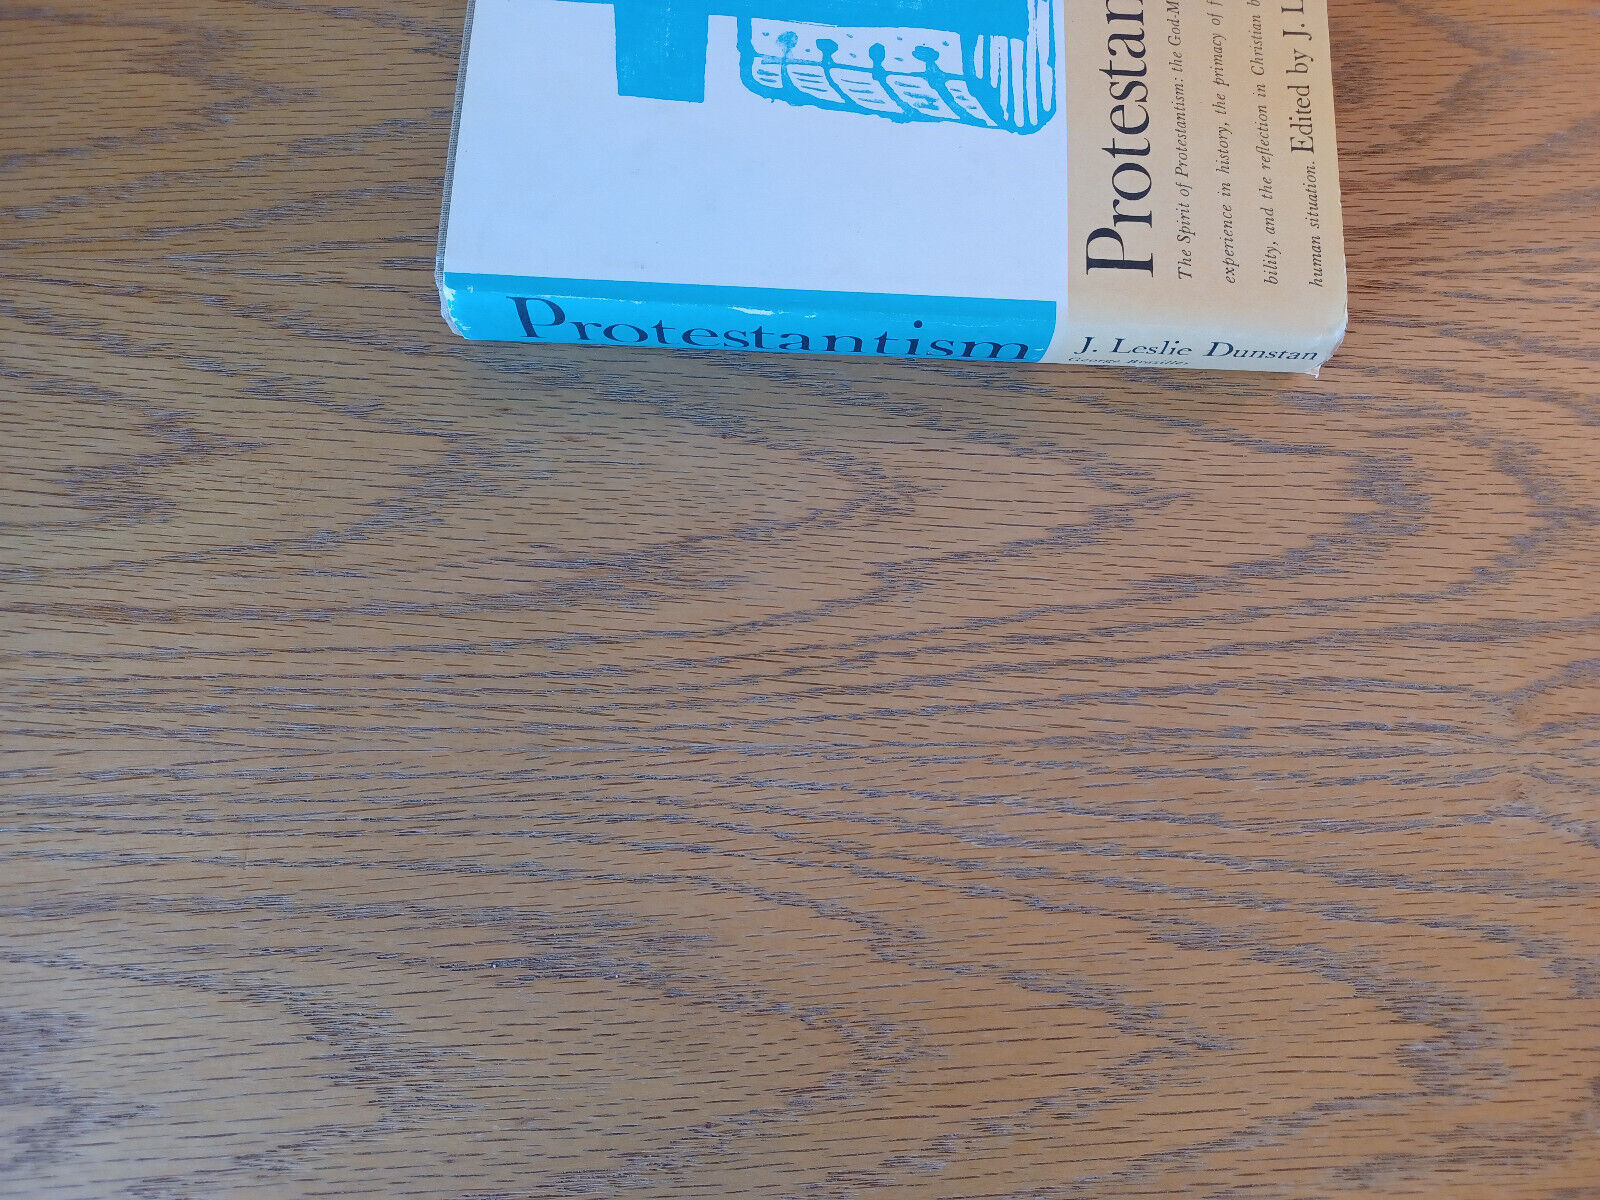 Protestan
The Spirit of Protestantism: the God-M
experience in history, the primacy of f
bility, and the reflection in Christian b
human situation. Edited by J. L
Protestantism
J. Leslie Dunstan
George Braziller